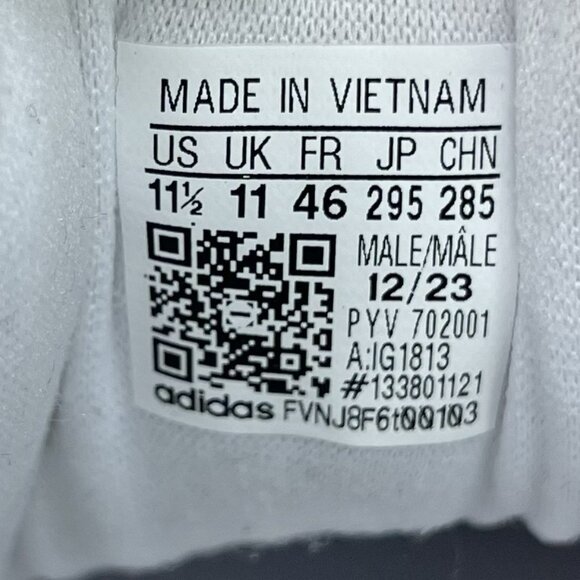 MADE IN VIETNAM
US UK FR JP CHN
11½ 11 46 295 285
MALE/MÂLE
12/23
PYV 702001
A:IG1813
#133801121
adidas FVNJ8F6t00103